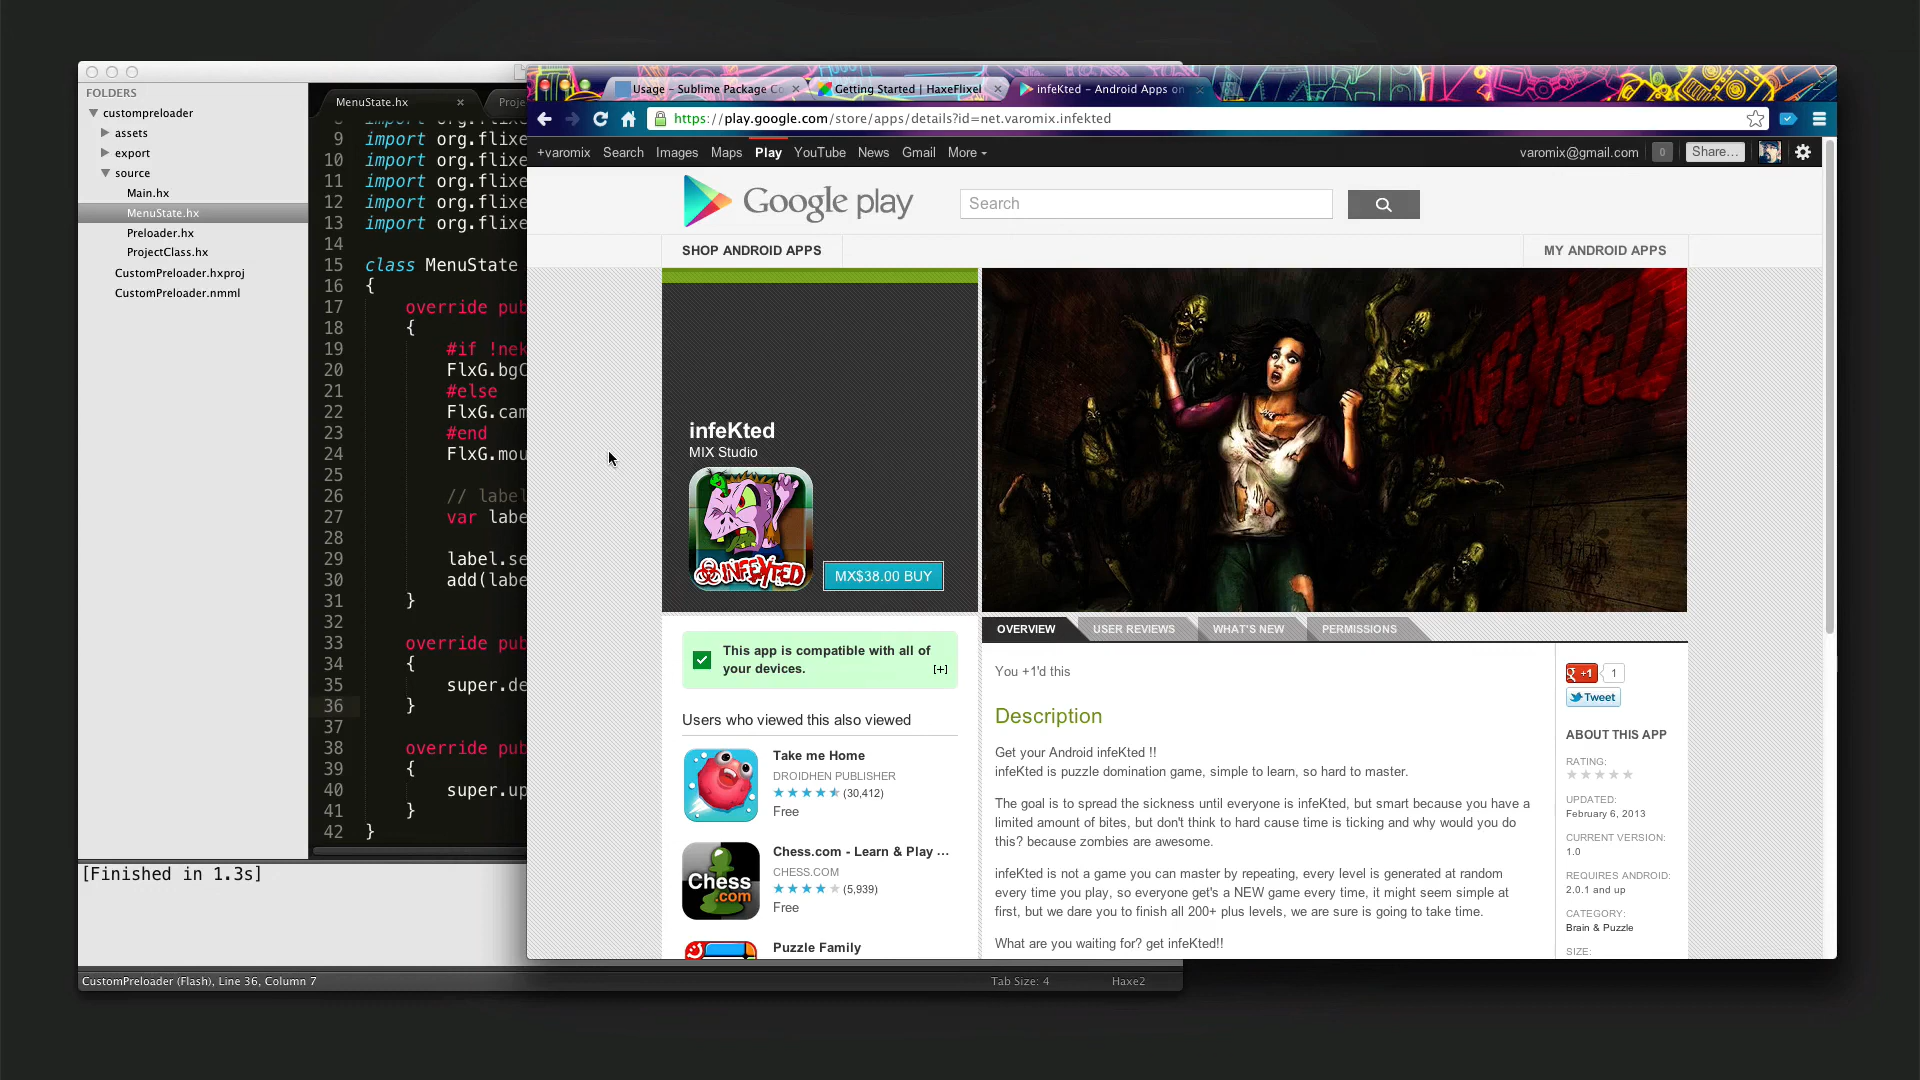 FOLDERS
custompreloader
assets
export
source
Main.hx
MenuState.hx
Preloader.hx
ProjectClass.hx
CustomPreloader.hxproj
CustomPreloader.nmml
MenuState.hx
Proje
9 import org.flixe
10 import org.flixe
11 import org.flixe
12 import org.flixe
13 import org.flixe
14
15 class MenuState
16 {
17 override pub
18 {
19 #if !nek
20 FlxG.bgC
21 #else
22 FlxG.cam
23 #end
24 FlxG.mou
25
26 // label
27 var labe
28
29 label.se
30 add(labe
31 }
32
33 override pub
34 {
35 super.de
36 }
37
38 override pub
39 {
40 super.up
41 }
42 }
[Finished in 1.3s]
CustomPreloader (Flash), Line 36, Column 7
Tab Size: 4
Haxe2
Usage – Sublime Package Co
Getting Started | HaxeFlixel
infeKted – Android Apps on
https://play.google.com/store/apps/details?id=net.varomix.infekted
+varomix Search Images Maps Play YouTube News Gmail More
varomix@gmail.com 0 Share...
Google play
Search
SHOP ANDROID APPS
MY ANDROID APPS
infeKted
MIX Studio
INFEKTED
MX$38.00 BUY
INFEKTED
This app is compatible with all of
your devices.
[+]
Users who viewed this also viewed
Take me Home
DROIDHEN PUBLISHER
(30,412)
Free
Chess.com
Chess.com - Learn & Play ...
CHESS.COM
(5,939)
Free
Puzzle Family
OVERVIEW
USER REVIEWS
WHAT'S NEW
PERMISSIONS
You +1'd this
Description
Get your Android infeKted !!
infeKted is puzzle domination game, simple to learn, so hard to master.
The goal is to spread the sickness until everyone is infeKted, but smart because you have a
limited amount of bites, but don't think to hard cause time is ticking and why would you do
this? because zombies are awesome.
infeKted is not a game you can master by repeating, every level is generated at random
every time you play, so everyone get's a NEW game every time, it might seem simple at
first, but we dare you to finish all 200+ plus levels, we are sure is going to take time.
What are you waiting for? get infeKted!!
+1 1
Tweet
ABOUT THIS APP
RATING:
UPDATED:
February 6, 2013
CURRENT VERSION:
1.0
REQUIRES ANDROID:
2.0.1 and up
CATEGORY:
Brain & Puzzle
SIZE: